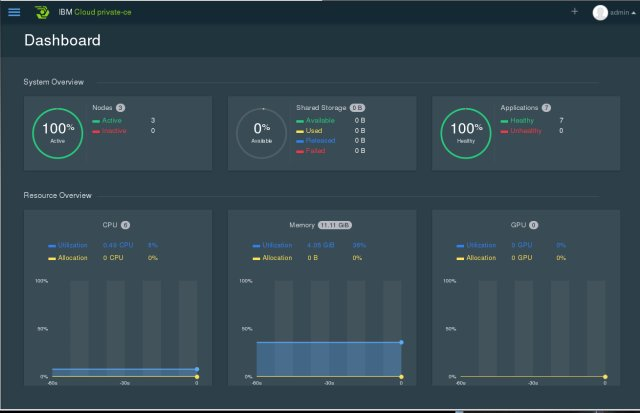 IBM Cloud private-ce
+ admin
Dashboard
System Overview
100% Active
Nodes 3
Active 3
Inactive 0
0% Available
Shared Storage 0 B
Available 0 B
Used 0 B
Released 0 B
Failed 0 B
100% Healthy
Applications 7
Healthy 7
Unhealthy 0
Resource Overview
CPU 6
Utilization 0.49 CPU 8%
Allocation 0 CPU 0%
100%
50%
0%
-60s -30s 0
Memory 11.11 GiB
Utilization 4.05 GiB 36%
Allocation 0 B 0%
100%
50%
0%
-60s -30s 0
GPU 0
Utilization 0 GPU 0%
Allocation 0 GPU 0%
100%
50%
0%
-60s -30s 0